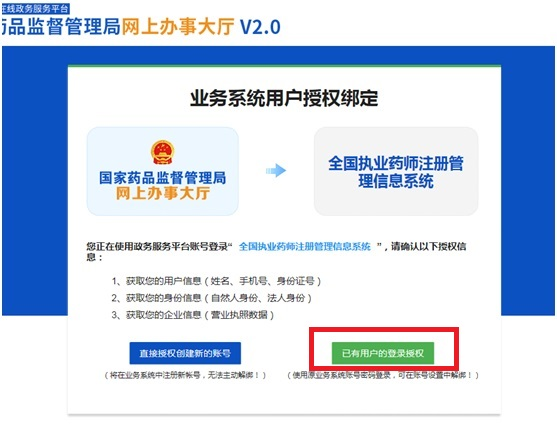 在线政务服务平台
药品监督管理局网上办事大厅 V2.0
业务系统用户授权绑定
国家药品监督管理局
网上办事大厅
全国执业药师注册管
理信息系统
您正在使用政务服务平台账号登录“ 全国执业药师注册管理信息系统 ”，请确认以下授权信
息：
1、获取您的用户信息（姓名、手机号、身份证号）
2、获取您的身份信息（自然人身份、法人身份）
3、获取您的企业信息（营业执照数据）
直接授权创建新的账号 已有用户的登录授权
（将在业务系统中注册新帐号，无法主动解绑！） （使用原业务系统账号密码登录，可在账号设置中解绑！）